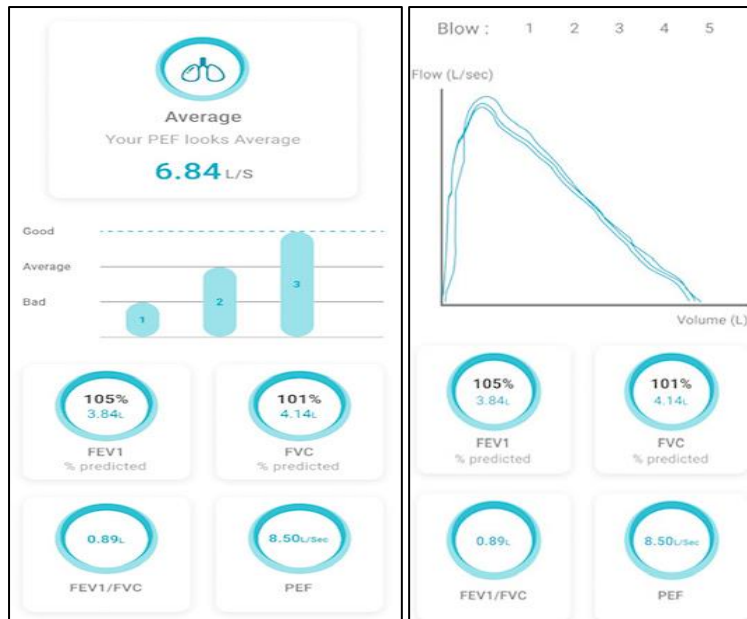 Average
Your PEF looks Average
6.84 L/S
Good
Average
Bad
1
2
3
105%
3.84L
FEV1
% predicted
101%
4.14L
FVC
% predicted
0.89L
FEV1/FVC
8.50L/Sec
PEF
Blow : 1 2 3 4 5
Flow (L/sec)
Volume (L)
105%
3.84L
FEV1
% predicted
101%
4.14L
FVC
% predicted
0.89L
FEV1/FVC
8.50L/Sec
PEF